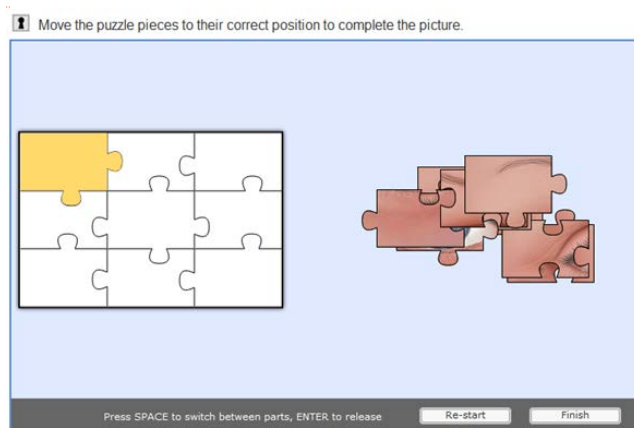 Move the puzzle pieces to their correct position to complete the picture.
Press SPACE to switch between parts, ENTER to release
Re-start
Finish